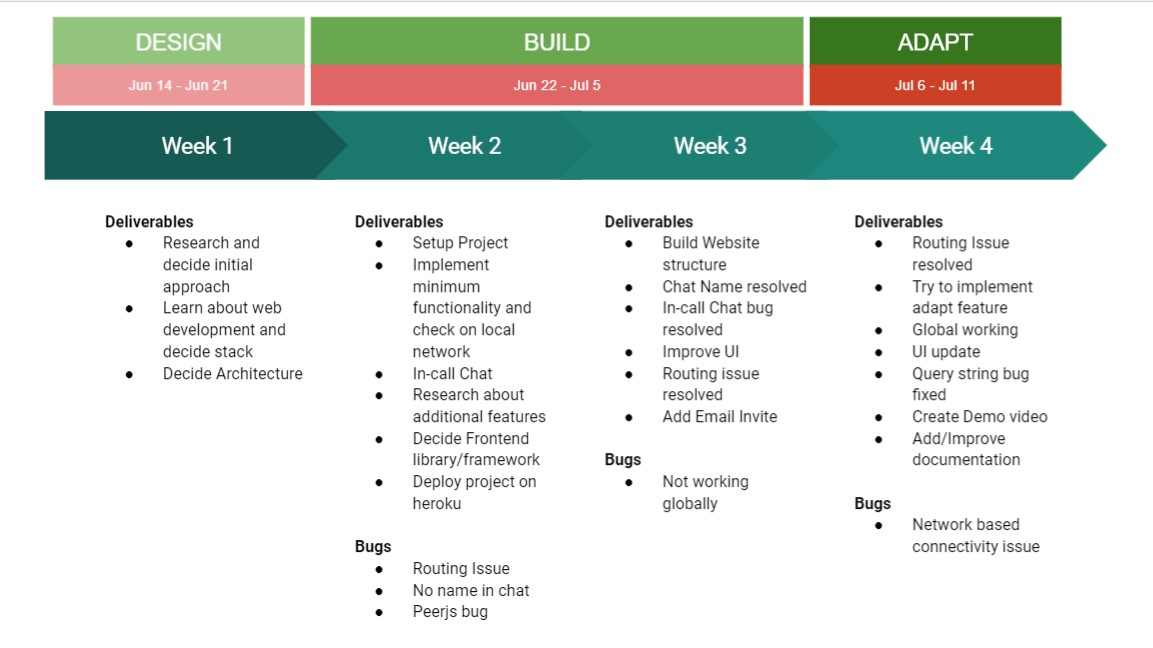 DESIGN
BUILD
ADAPT
Jun 14 - Jun 21
Jun 22 - Jul 5
Jul 6 - Jul 11
Week 1
Week 2
Week 3
Week 4
Deliverables
● Research and
decide initial
approach
● Learn about web
development and
decide stack
● Decide Architecture
Deliverables
● Setup Project
● Implement
minimum
functionality and
check on local
network
● In-call Chat
● Research about
additional features
● Decide Frontend
library/framework
● Deploy project on
heroku
Bugs
● Routing Issue
● No name in chat
● Peerjs bug
Deliverables
● Build Website
structure
● Chat Name resolved
● In-call Chat bug
resolved
● Improve UI
● Routing issue
resolved
● Add Email Invite
Bugs
● Not working
globally
Deliverables
● Routing Issue
resolved
● Try to implement
adapt feature
● Global working
● UI update
● Query string bug
fixed
● Create Demo video
● Add/Improve
documentation
Bugs
● Network based
connectivity issue